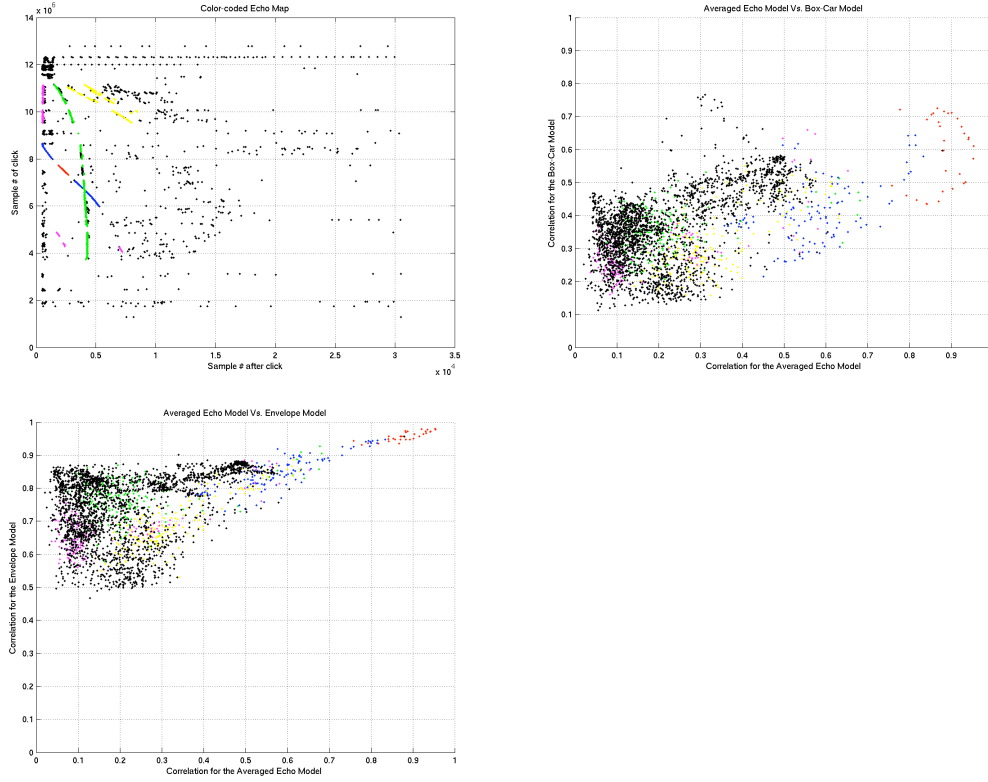 Color-coded Echo Map
x 10^6
14
12
10
8
6
4
2
0
Sample # of click
0 0.5 1 1.5 2 2.5 3 3.5
Sample # after click
x 10^4
Averaged Echo Model Vs. Box-Car Model
1
0.9
0.8
0.7
0.6
0.5
0.4
0.3
0.2
0.1
0
Correlation for the Box-Car Model
0 0.1 0.2 0.3 0.4 0.5 0.6 0.7 0.8 0.9
Correlation for the Averaged Echo Model
Averaged Echo Model Vs. Envelope Model
1
0.9
0.8
0.7
0.6
0.5
0.4
0.3
0.2
0.1
0
Correlation for the Envelope Model
0 0.1 0.2 0.3 0.4 0.5 0.6 0.7 0.8 0.9 1
Correlation for the Averaged Echo Model